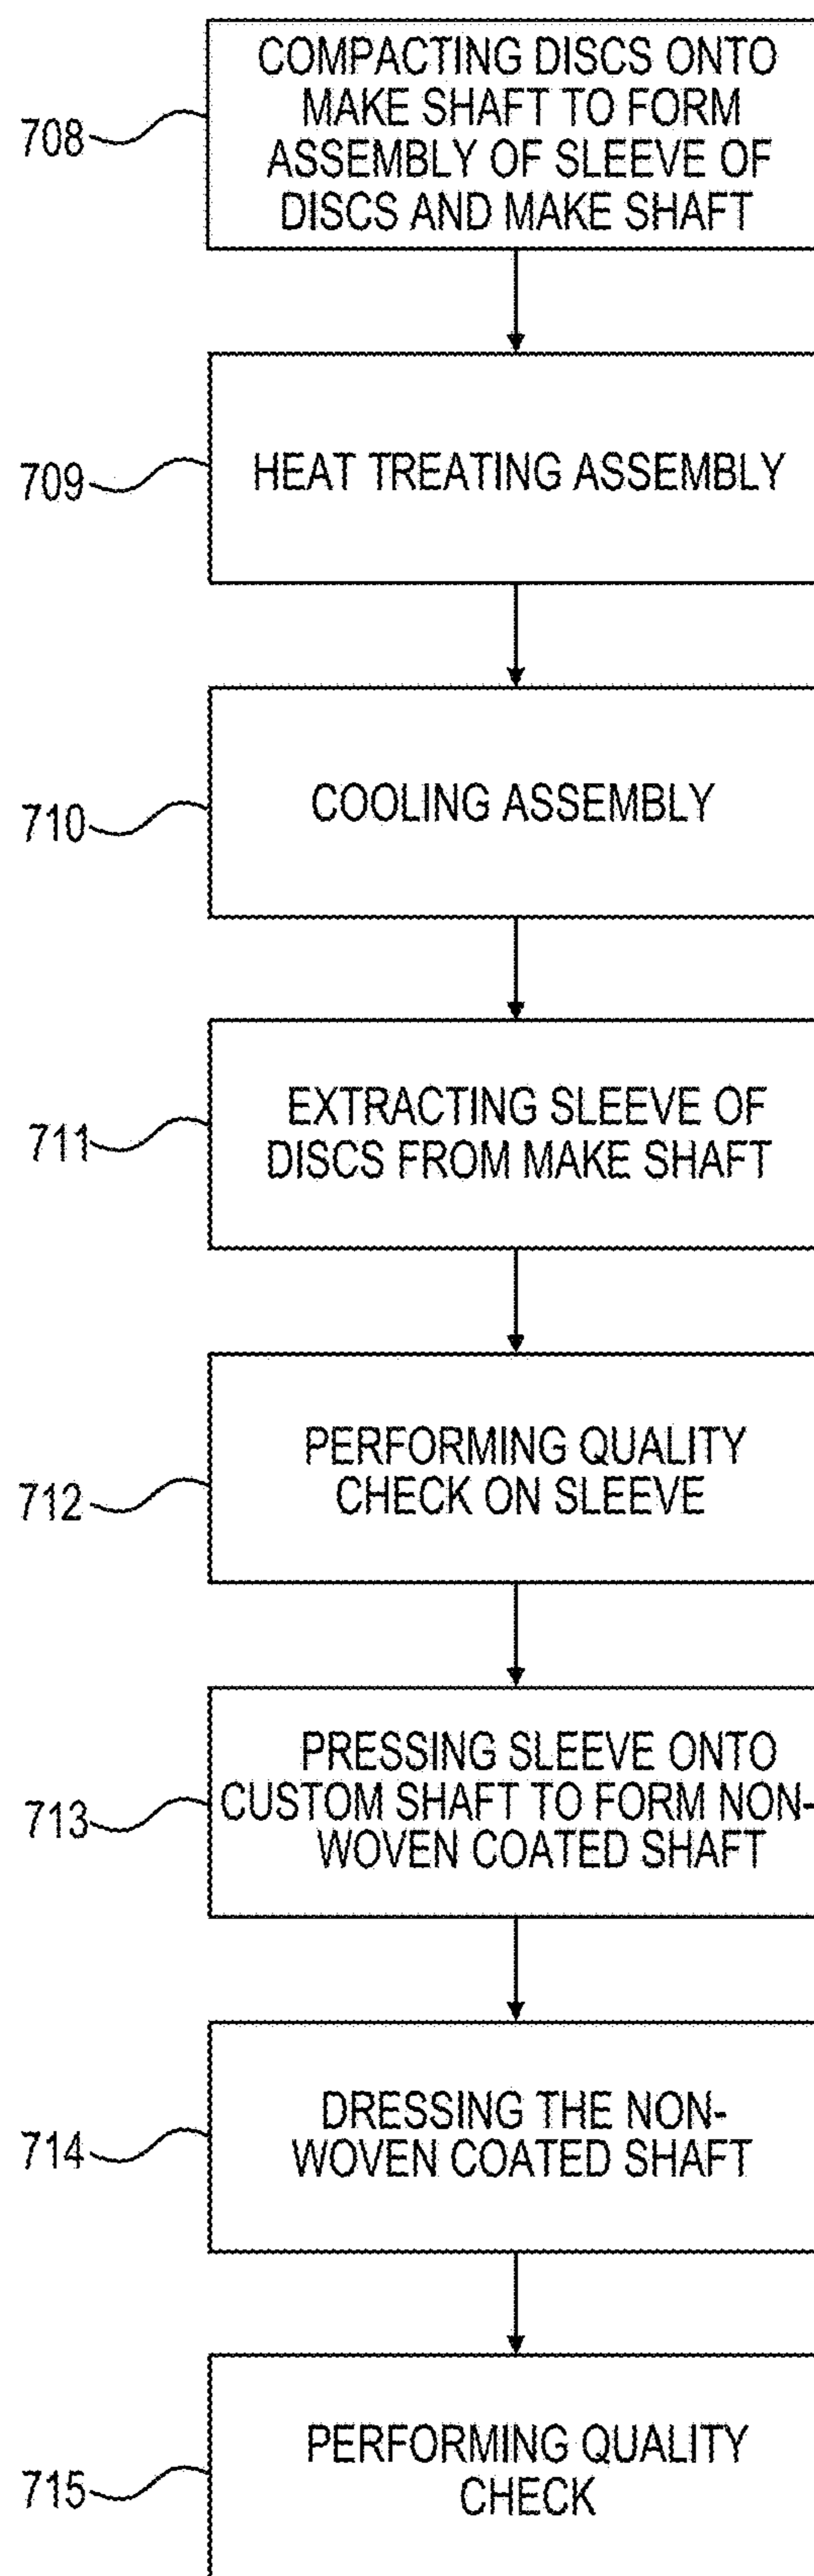 COMPACTING DISCS ONTO
MAKE SHAFT TO FORM
ASSEMBLY OF SLEEVE OF
DISCS AND MAKE SHAFT
708
HEAT TREATING ASSEMBLY
709
COOLING ASSEMBLY
710
EXTRACTING SLEEVE OF
DISCS FROM MAKE SHAFT
711
PERFORMING QUALITY
CHECK ON SLEEVE
712
PRESSING SLEEVE ONTO
CUSTOM SHAFT TO FORM NON-
WOVEN COATED SHAFT
713
DRESSING THE NON-
WOVEN COATED SHAFT
714
PERFORMING QUALITY
CHECK
715